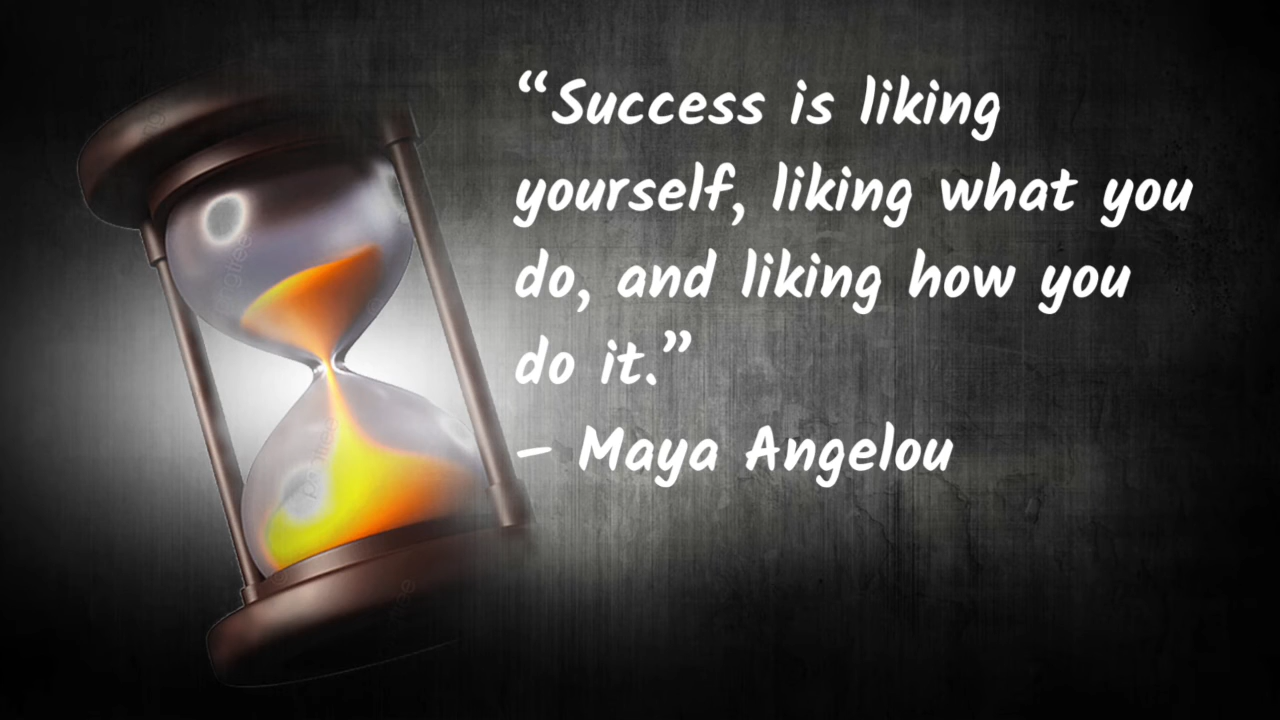 “Success is liking
yourself, liking what you
do, and liking how you
do it.”
– Maya Angelou